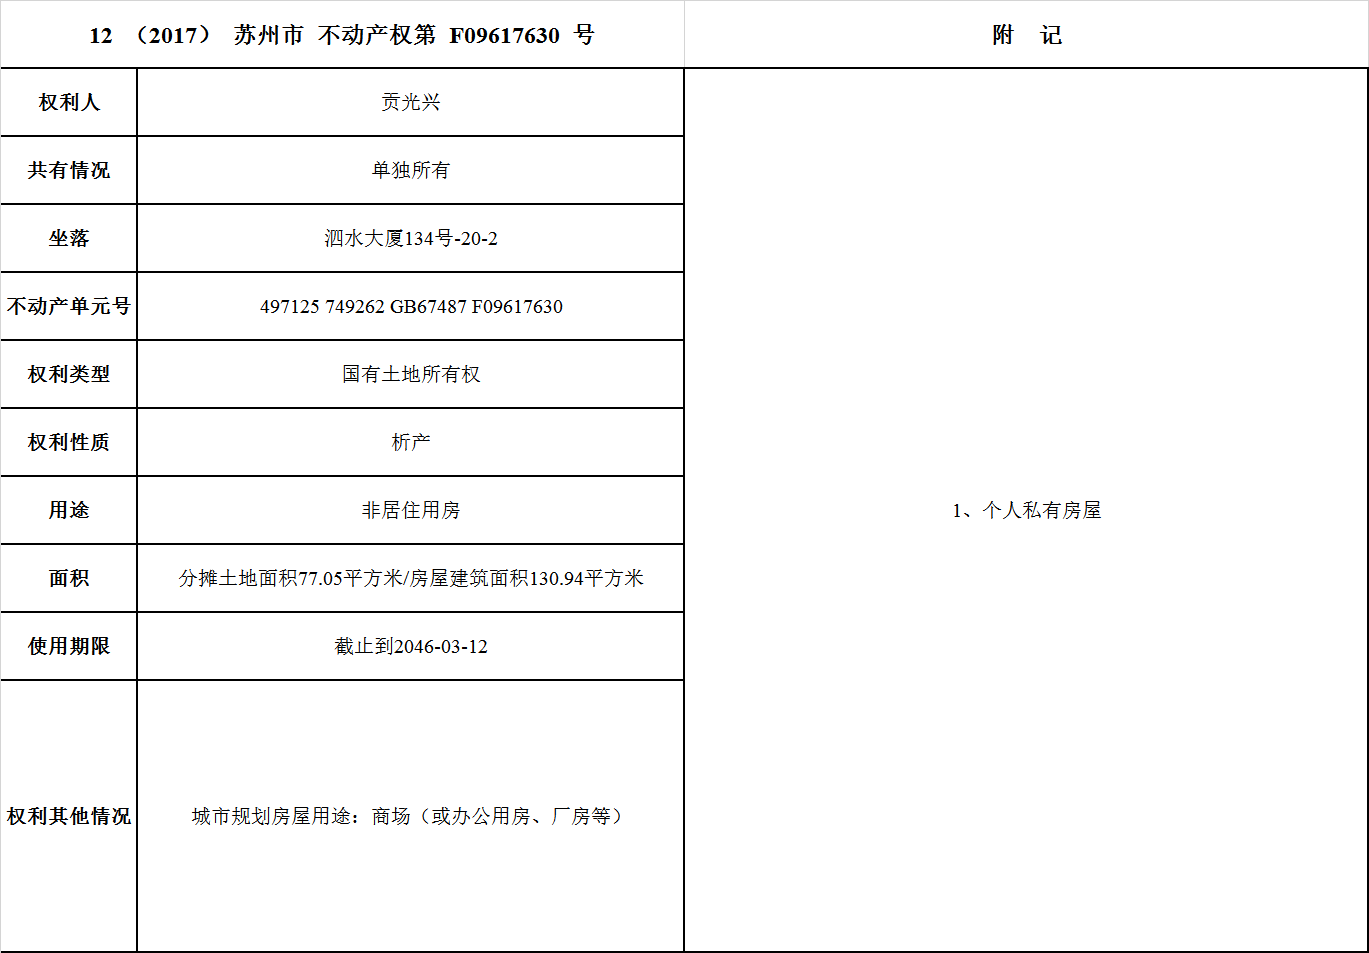 12 （2017） 苏州市 不动产权第 F09617630 号
附 记
权利人 贡光兴
共有情况 单独所有
坐落 泗水大厦134号-20-2
不动产单元号 497125 749262 GB67487 F09617630
权利类型 国有土地所有权
权利性质 析产
用途 非居住用房
面积 分摊土地面积77.05平方米/房屋建筑面积130.94平方米
使用期限 截止到2046-03-12
权利其他情况 城市规划房屋用途：商场（或办公用房、厂房等）
1、个人私有房屋